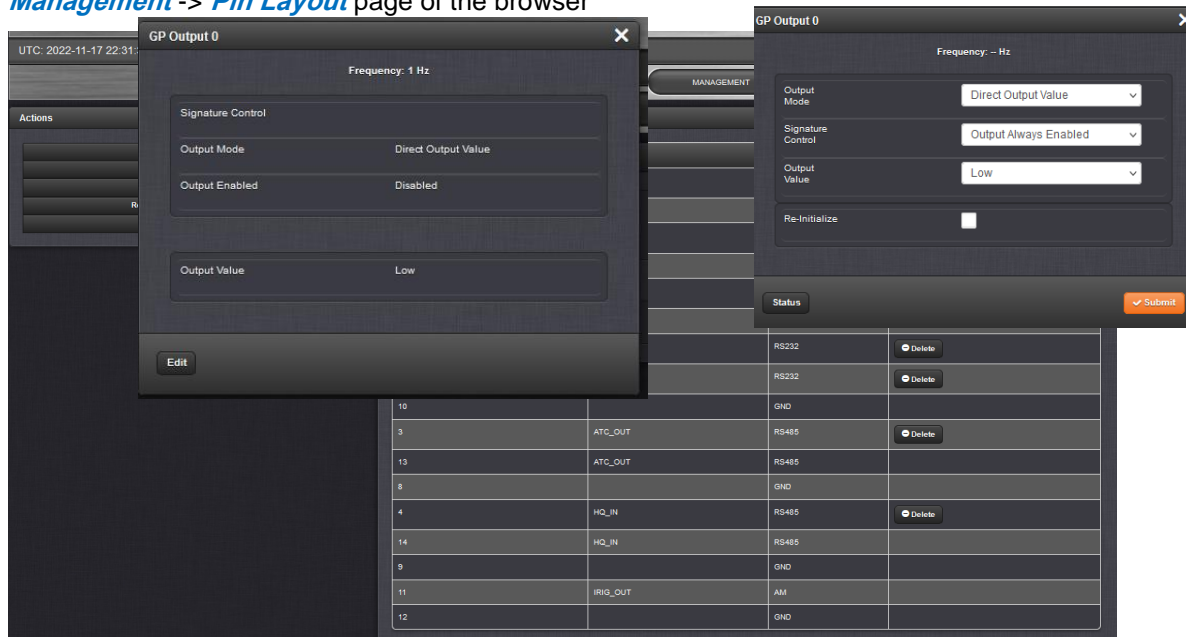 Management -> Pin Layout page of the browser
UTC: 2022-11-17 22:31:
MANAGEMENT
Actions
GP Output 0
Frequency: 1 Hz
Signature Control
Output Mode Direct Output Value
Output Enabled Disabled
Output Value Low
Edit
GP Output 0
Frequency: -- Hz
Output
Mode
Direct Output Value
Signature
Control
Output Always Enabled
Output
Value
Low
Re-Initialize
Status
Submit
RS232 Delete
RS232 Delete
10 GND
3 ATC_OUT RS485 Delete
13 ATC_OUT RS485
8 GND
4 HQ_IN RS485 Delete
14 HQ_IN RS485
9 GND
11 IRIG_OUT AM
12 GND